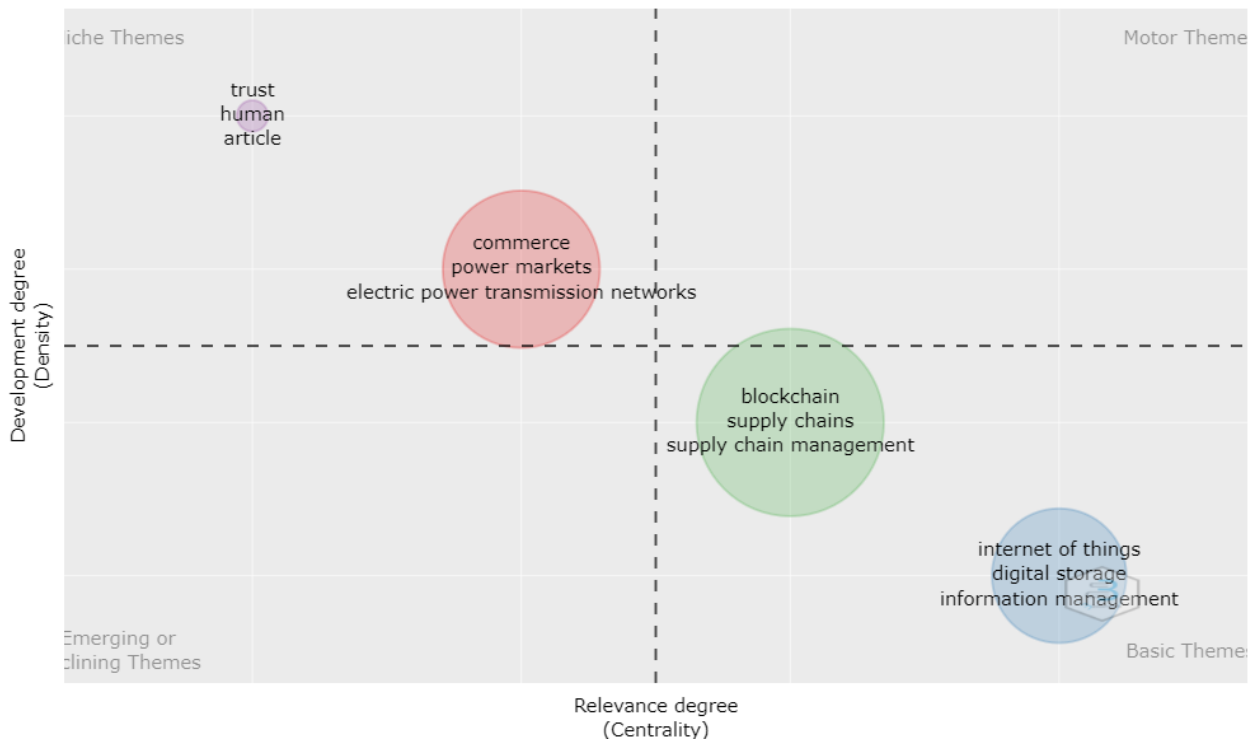 iche Themes
Motor Theme
trust
human
article
commerce
power markets
electric power transmission networks
Development degree
(Density)
blockchain
supply chains
supply chain management
internet of things
digital storage
information management
Emerging or
clining Themes
Basic Themes
Relevance degree
(Centrality)